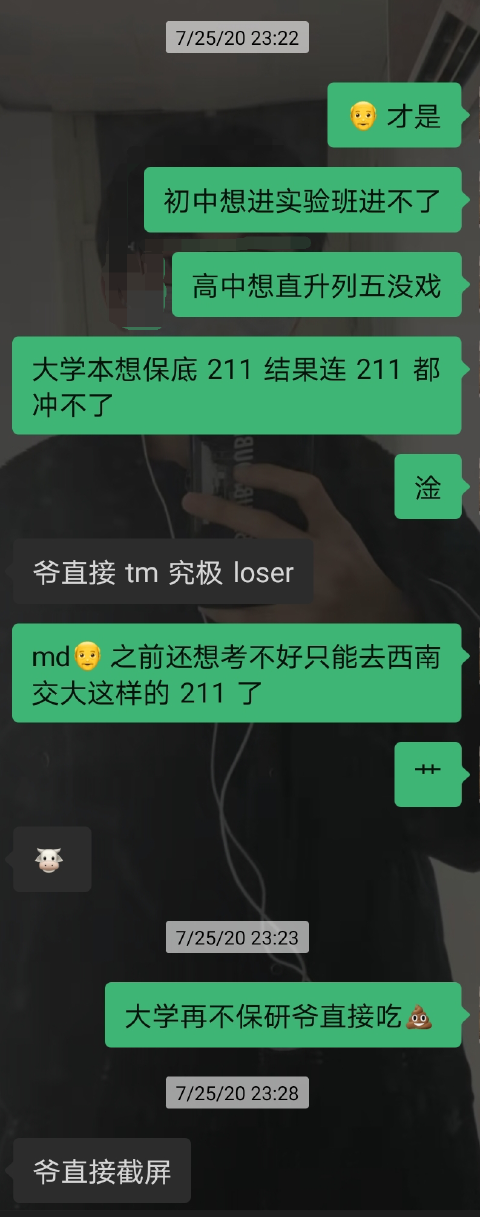 7/25/20 23:22
👴 才是
初中想进实验班进不了
高中想直升列五没戏
大学本想保底 211 结果连 211 都
冲不了
淦
爷直接 tm 究极 loser
md👴 之前还想考不好只能去西南
交大这样的 211 了
艹
🐮
7/25/20 23:23
大学再不保研爷直接吃💩
7/25/20 23:28
爷直接截屏